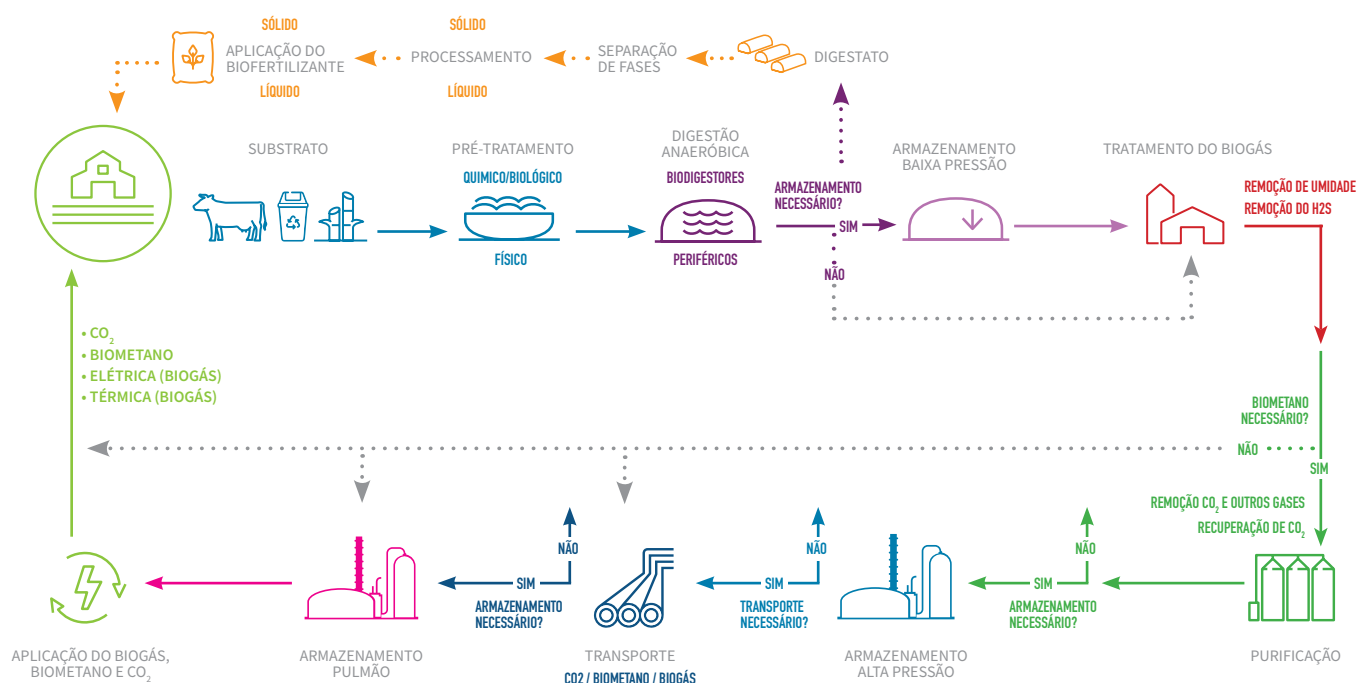 SÓLIDO
APLICAÇÃO DO
BIOFERTILIZANTE
LÍQUIDO
SÓLIDO
PROCESSAMENTO
LÍQUIDO
SEPARAÇÃO
DE FASES
DIGESTATO
SUBSTRATO
PRÉ-TRATAMENTO
QUIMICO/BIOLÓGICO
FÍSICO
DIGESTÃO
ANAERÓBICA
BIODIGESTORES
PERIFÉRICOS
ARMAZENAMENTO
NECESSÁRIO?
SIM
NÃO
ARMAZENAMENTO
BAIXA PRESSÃO
TRATAMENTO DO BIOGÁS
REMOÇÃO DE UMIDADE
REMOÇÃO DO H2S
• CO₂
• BIOMETANO
• ELÉTRICA (BIOGÁS)
• TÉRMICA (BIOGÁS)
BIOMETANO
NECESSÁRIO?
NÃO
SIM
REMOÇÃO CO₂ E OUTROS GASES
RECUPERAÇÃO DE CO₂
PURIFICAÇÃO
NÃO
SIM
ARMAZENAMENTO
NECESSÁRIO?
ARMAZENAMENTO
ALTA PRESSÃO
NÃO
SIM
TRANSPORTE
NECESSÁRIO?
TRANSPORTE
CO2 / BIOMETANO / BIOGÁS
NÃO
SIM
ARMAZENAMENTO
NECESSÁRIO?
ARMAZENAMENTO
PULMÃO
APLICAÇÃO DO BIOGÁS,
BIOMETANO E CO₂